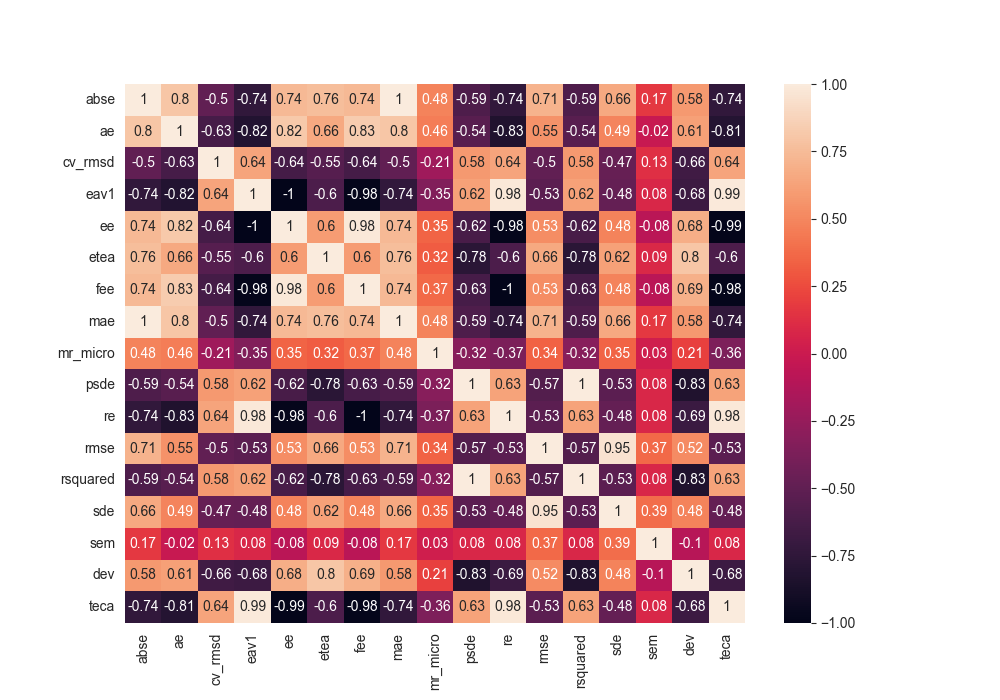 abse 1 0.8 -0.5 -0.74 0.74 0.76 0.74 1 0.48 -0.59 -0.74 0.71 -0.59 0.66 0.17 0.58 -0.74
ae 0.8 1 -0.63 -0.82 0.82 0.66 0.83 0.8 0.46 -0.54 -0.83 0.55 -0.54 0.49 -0.02 0.61 -0.81
cv_rmsd -0.5 -0.63 1 0.64 -0.64 -0.55 -0.64 -0.5 -0.21 0.58 0.64 -0.5 0.58 -0.47 0.13 -0.66 0.64
eav1 -0.74 -0.82 0.64 1 -1 -0.6 -0.98 -0.74 -0.35 0.62 0.98 -0.53 0.62 -0.48 0.08 -0.68 0.99
ee 0.74 0.82 -0.64 -1 1 0.6 0.98 0.74 0.35 -0.62 -0.98 0.53 -0.62 0.48 -0.08 0.68 -0.99
etea 0.76 0.66 -0.55 -0.6 0.6 1 0.6 0.76 0.32 -0.78 -0.6 0.66 -0.78 0.62 0.09 0.8 -0.6
fee 0.74 0.83 -0.64 -0.98 0.98 0.6 1 0.74 0.37 -0.63 -1 0.53 -0.63 0.48 -0.08 0.69 -0.98
mae 1 0.8 -0.5 -0.74 0.74 0.76 0.74 1 0.48 -0.59 -0.74 0.71 -0.59 0.66 0.17 0.58 -0.74
mr_micro 0.48 0.46 -0.21 -0.35 0.35 0.32 0.37 0.48 1 -0.32 -0.37 0.34 -0.32 0.35 0.03 0.21 -0.36
psde -0.59 -0.54 0.58 0.62 -0.62 -0.78 -0.63 -0.59 -0.32 1 0.63 -0.57 1 -0.53 0.08 -0.83 0.63
re -0.74 -0.83 0.64 0.98 -0.98 -0.6 -1 -0.74 -0.37 0.63 1 -0.53 0.63 -0.48 0.08 -0.69 0.98
rmse 0.71 0.55 -0.5 -0.53 0.53 0.66 0.53 0.71 0.34 -0.57 -0.53 1 -0.57 0.95 0.37 0.52 -0.53
rsquared -0.59 -0.54 0.58 0.62 -0.62 -0.78 -0.63 -0.59 -0.32 1 0.63 -0.57 1 -0.53 0.08 -0.83 0.63
sde 0.66 0.49 -0.47 -0.48 0.48 0.62 0.48 0.66 0.35 -0.53 -0.48 0.95 -0.53 1 0.39 0.48 -0.48
sem 0.17 -0.02 0.13 0.08 -0.08 0.09 -0.08 0.17 0.03 0.08 0.08 0.37 0.08 0.39 1 -0.1 0.08
dev 0.58 0.61 -0.66 -0.68 0.68 0.8 0.69 0.58 0.21 -0.83 -0.69 0.52 -0.83 0.48 -0.1 1 -0.68
teca -0.74 -0.81 0.64 0.99 -0.99 -0.6 -0.98 -0.74 -0.36 0.63 0.98 -0.53 0.63 -0.48 0.08 -0.68 1
abse ae cv_rmsd eav1 ee etea fee mae mr_micro psde re rmse rsquared sde sem dev teca
1.00
0.75
0.50
0.25
0.00
−0.25
−0.50
−0.75
−1.00